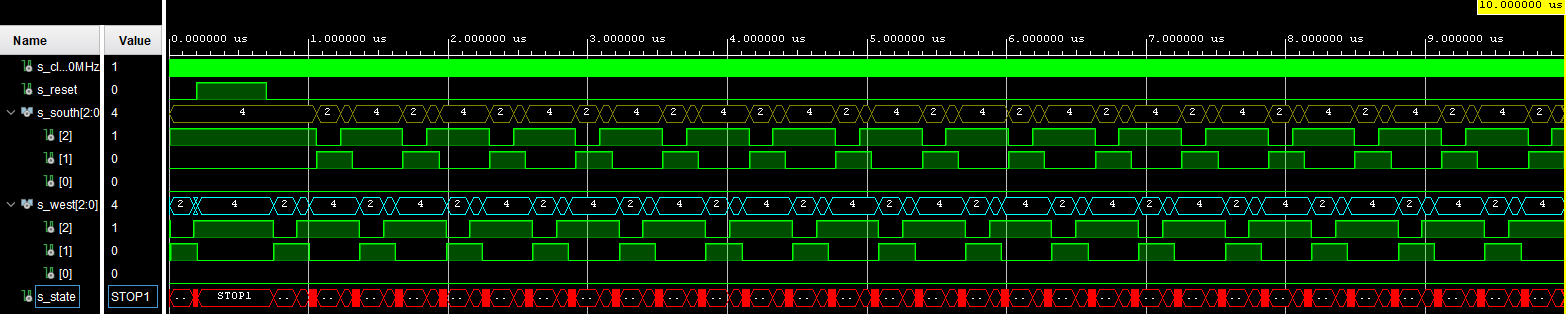 10.000000 us
Name Value 0.000000 us 1.000000 us 2.000000 us 3.000000 us 4.000000 us 5.000000 us 6.000000 us 7.000000 us 8.000000 us 9.000000 us
s_cl...0MHz 1
s_reset 0
s_south[2:0 4 4 2 4 2 4 2 4 2 4 2 4 2 4 2 4 2 4 2 4 2 4 2 4 2 4 2 4 2 4 2
[2] 1
[1] 0
[0] 0
s_west[2:0] 4 2 4 2 4 2 4 2 4 2 4 2 4 2 4 2 4 2 4 2 4 2 4 2 4 2 4 2 4 2 4 2 4
[2] 1
[1] 0
[0] 0
s_state STOP1 STOP1